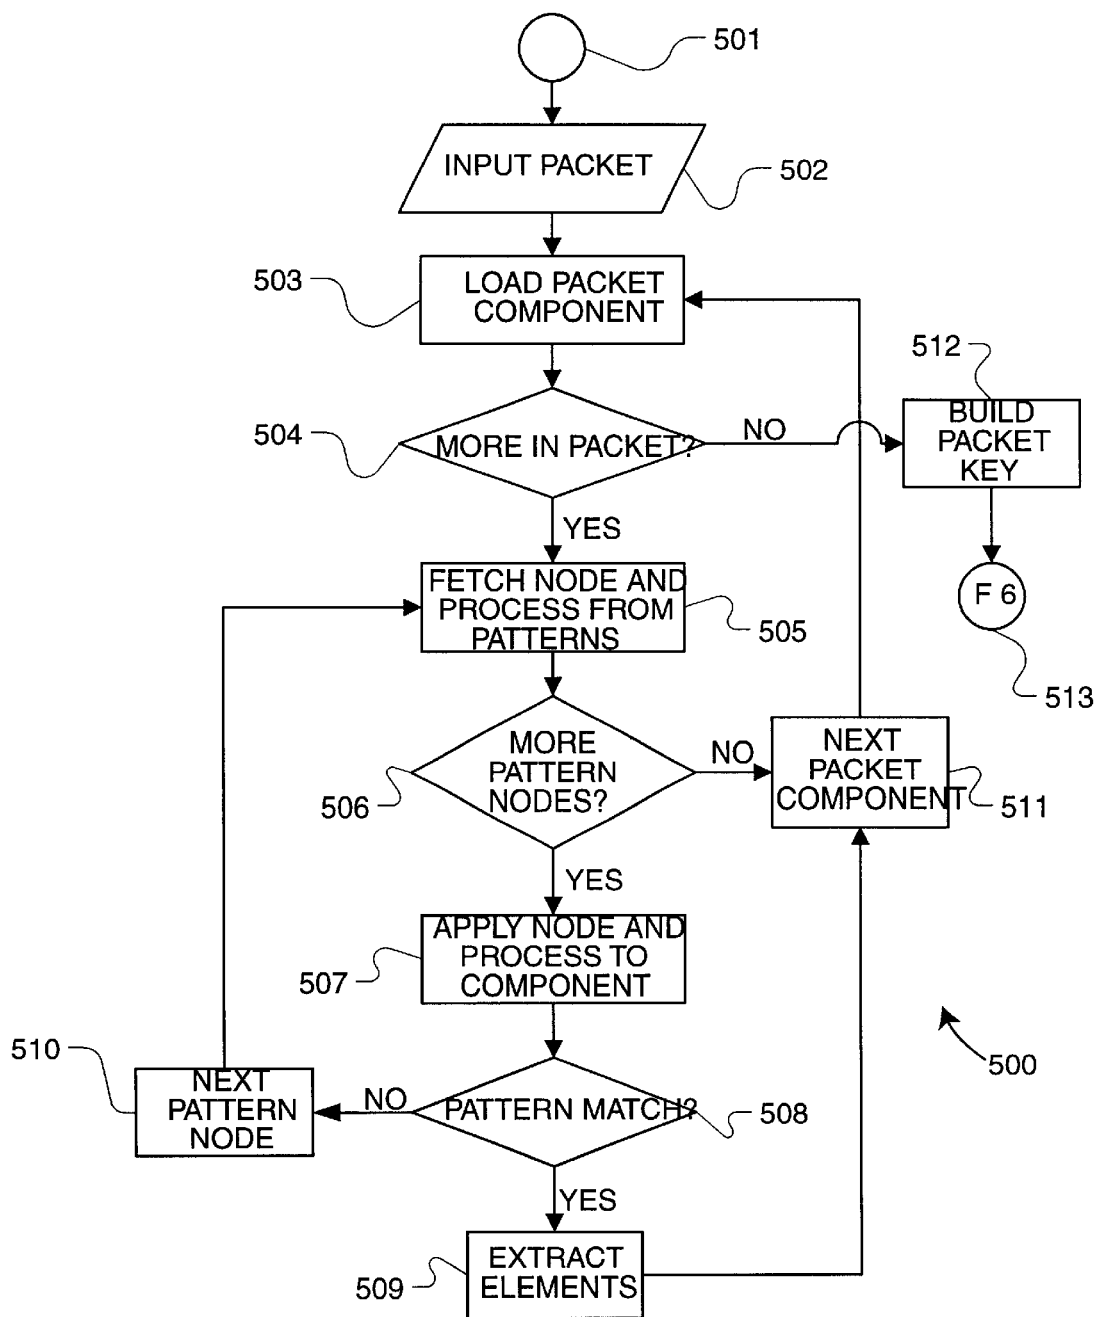 501
INPUT PACKET
502
503
LOAD PACKET
COMPONENT
512
504
MORE IN PACKET?
NO
BUILD
PACKET
KEY
YES
FETCH NODE AND
PROCESS FROM
PATTERNS
505
F 6
513
MORE
PATTERN
NODES?
506
NO
NEXT
PACKET
COMPONENT
511
YES
APPLY NODE AND
PROCESS TO
COMPONENT
507
500
510
NEXT
PATTERN
NODE
NO
PATTERN MATCH?
508
YES
EXTRACT
ELEMENTS
509